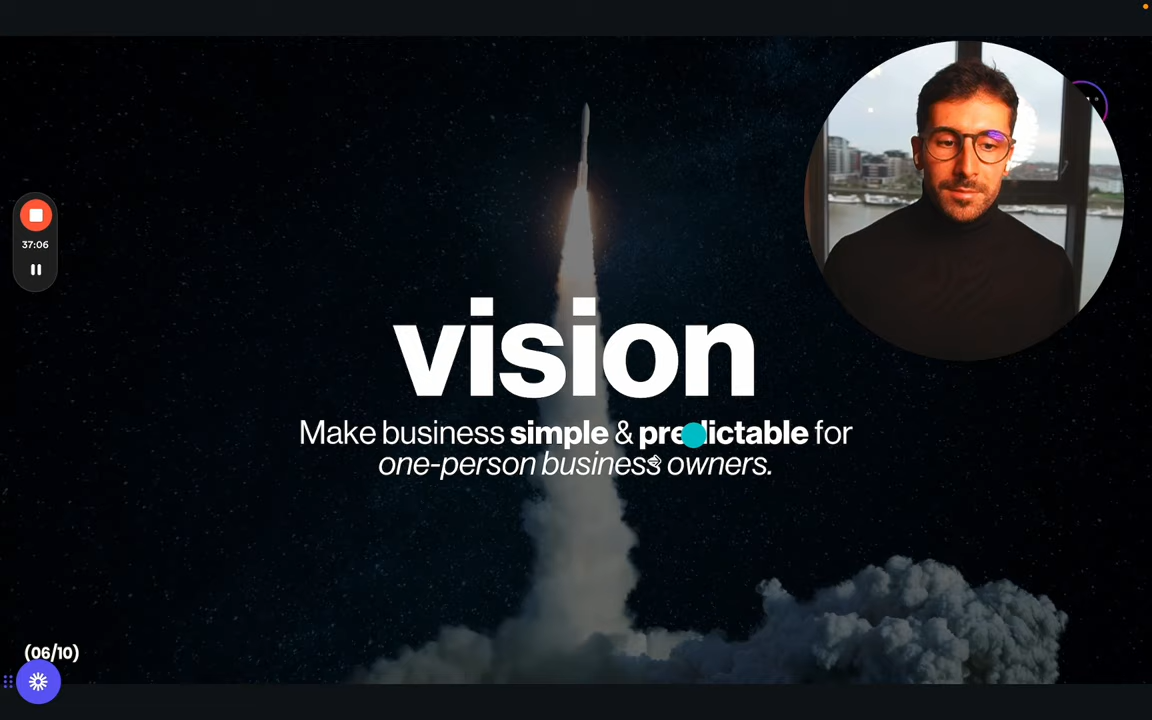 37:06
vision
Make business simple & predictable for
one-person business owners.
(06/10)